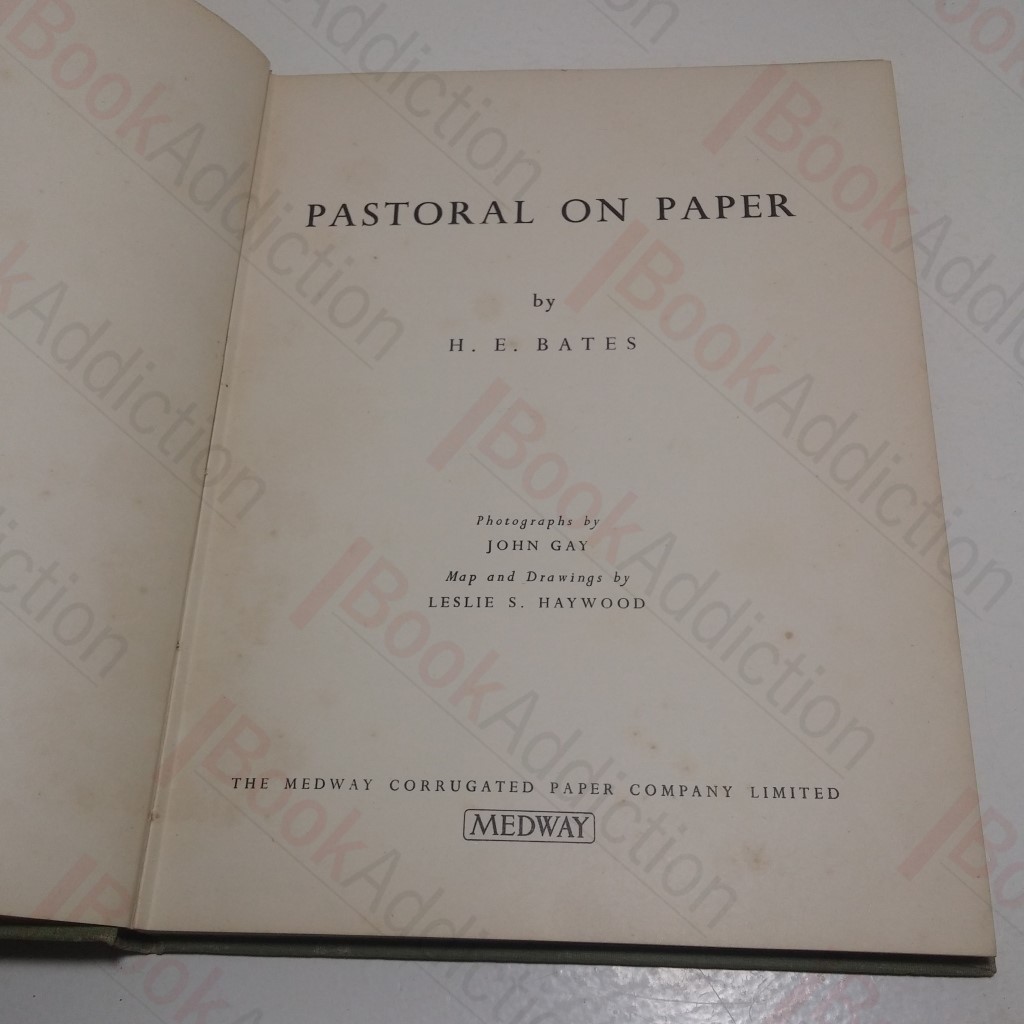 PASTORAL ON PAPER
by
H. E. BATES
Photographs by
JOHN GAY
Map and Drawings by
LESLIE S. HAYWOOD
THE MEDWAY CORRUGATED PAPER COMPANY LIMITED
MEDWAY
BookAddiction